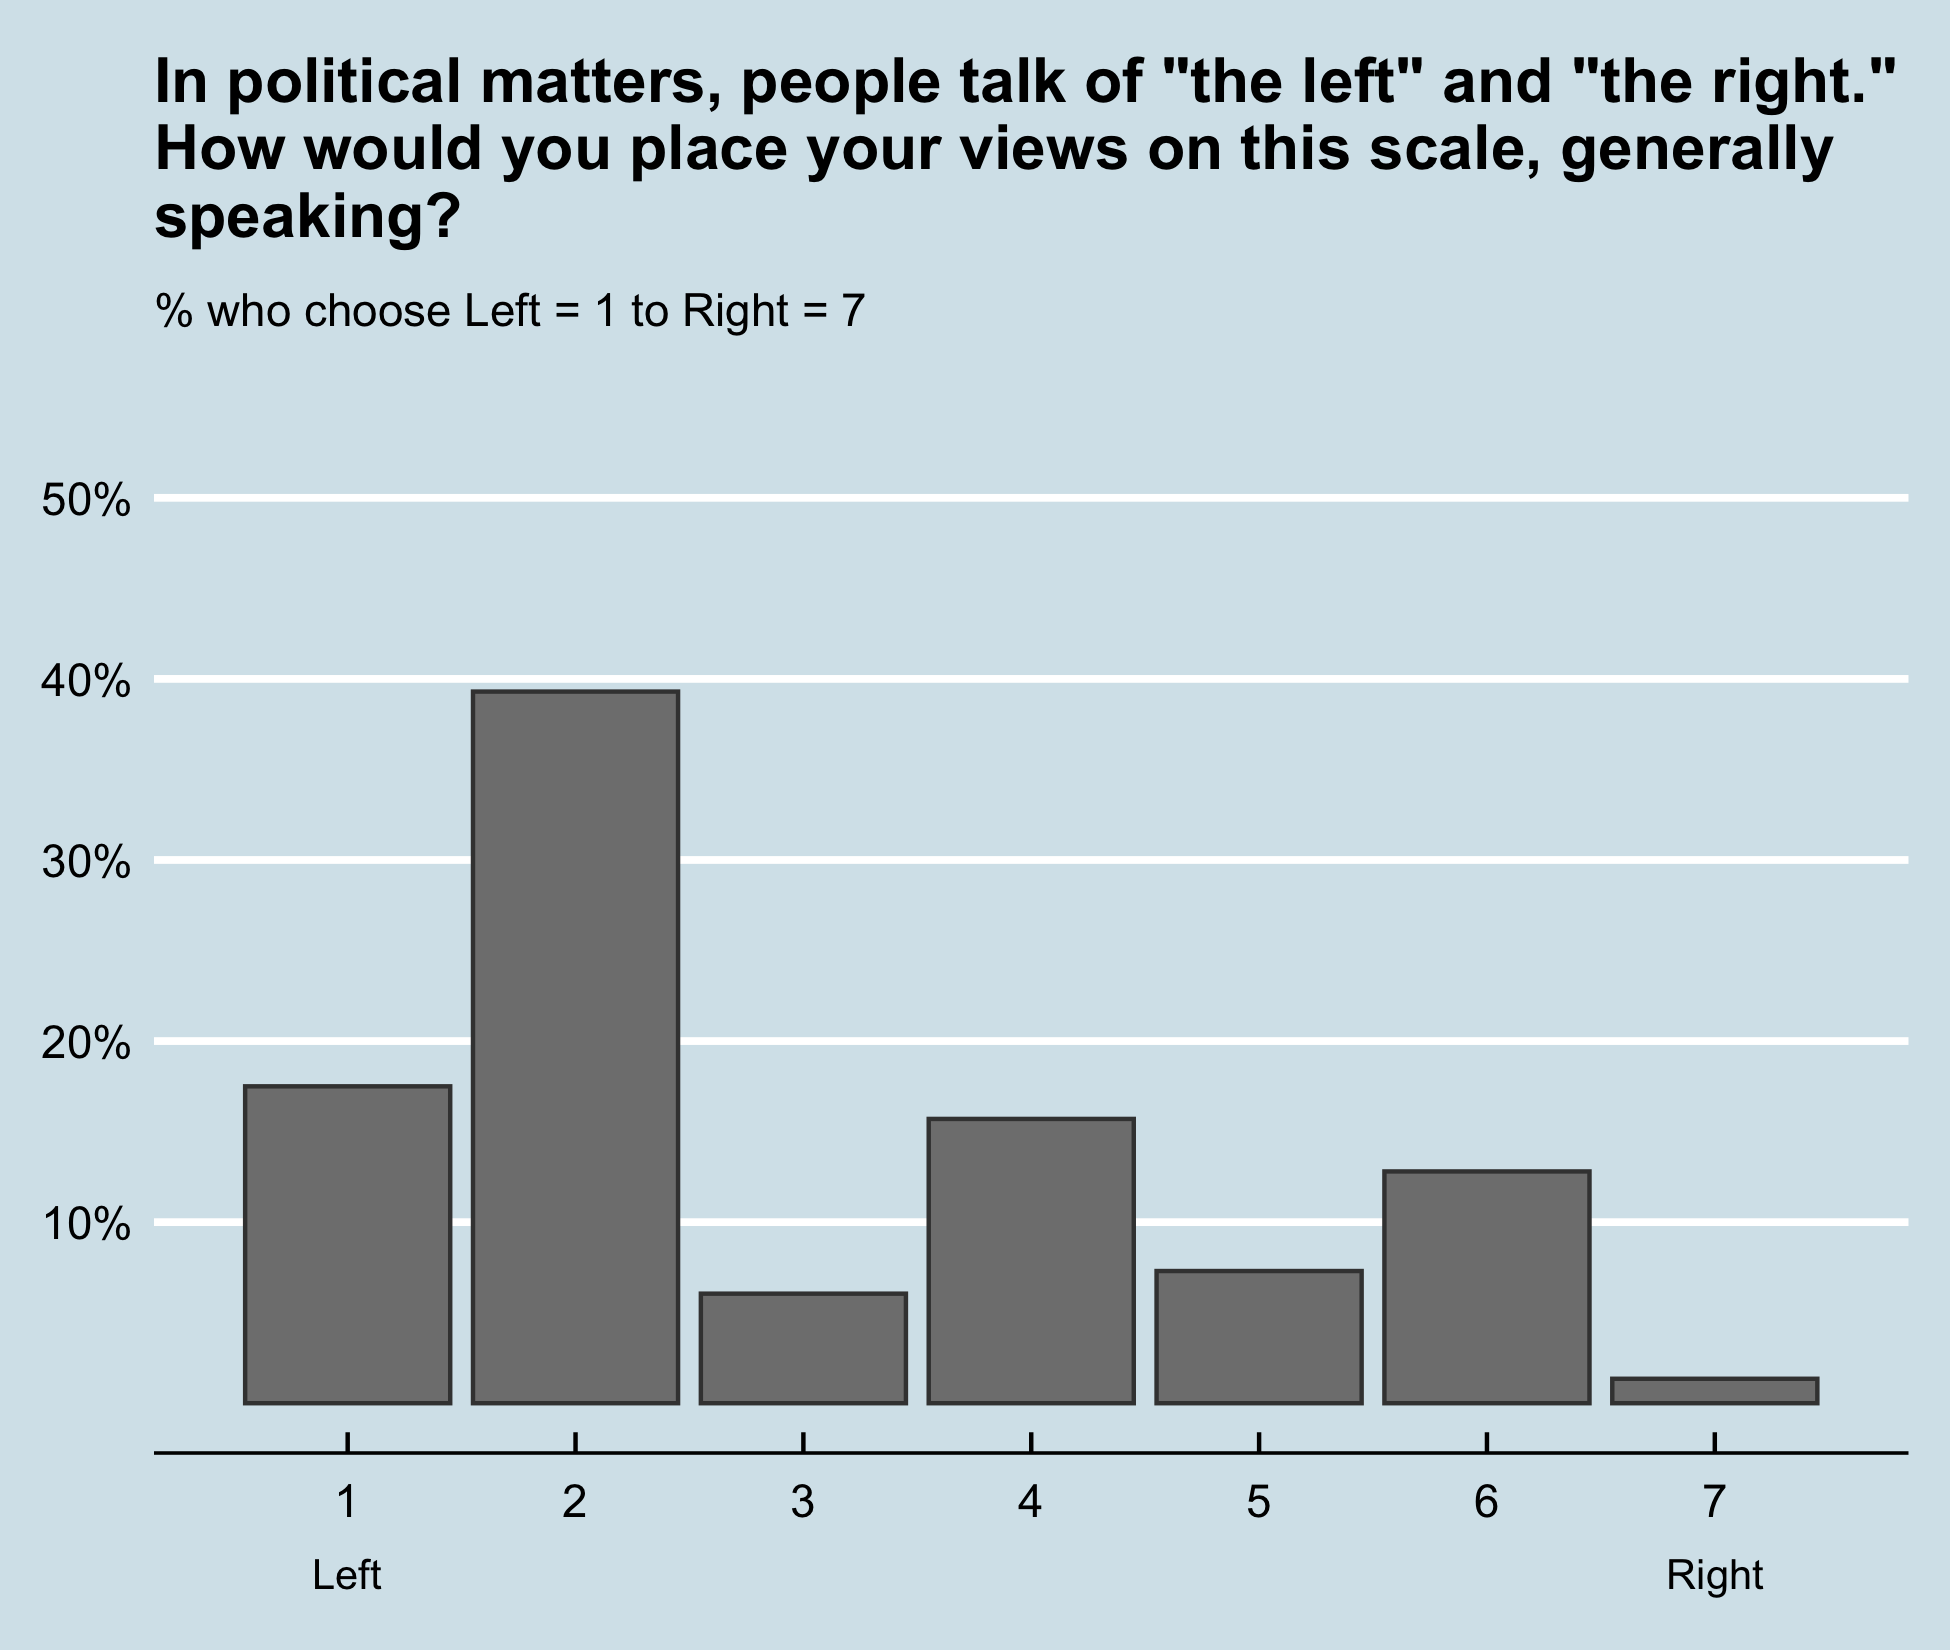 In political matters, people talk of "the left" and "the right."
How would you place your views on this scale, generally
speaking?
% who choose Left = 1 to Right = 7
50%
40%
30%
20%
10%
1 2 3 4 5 6 7
Left Right